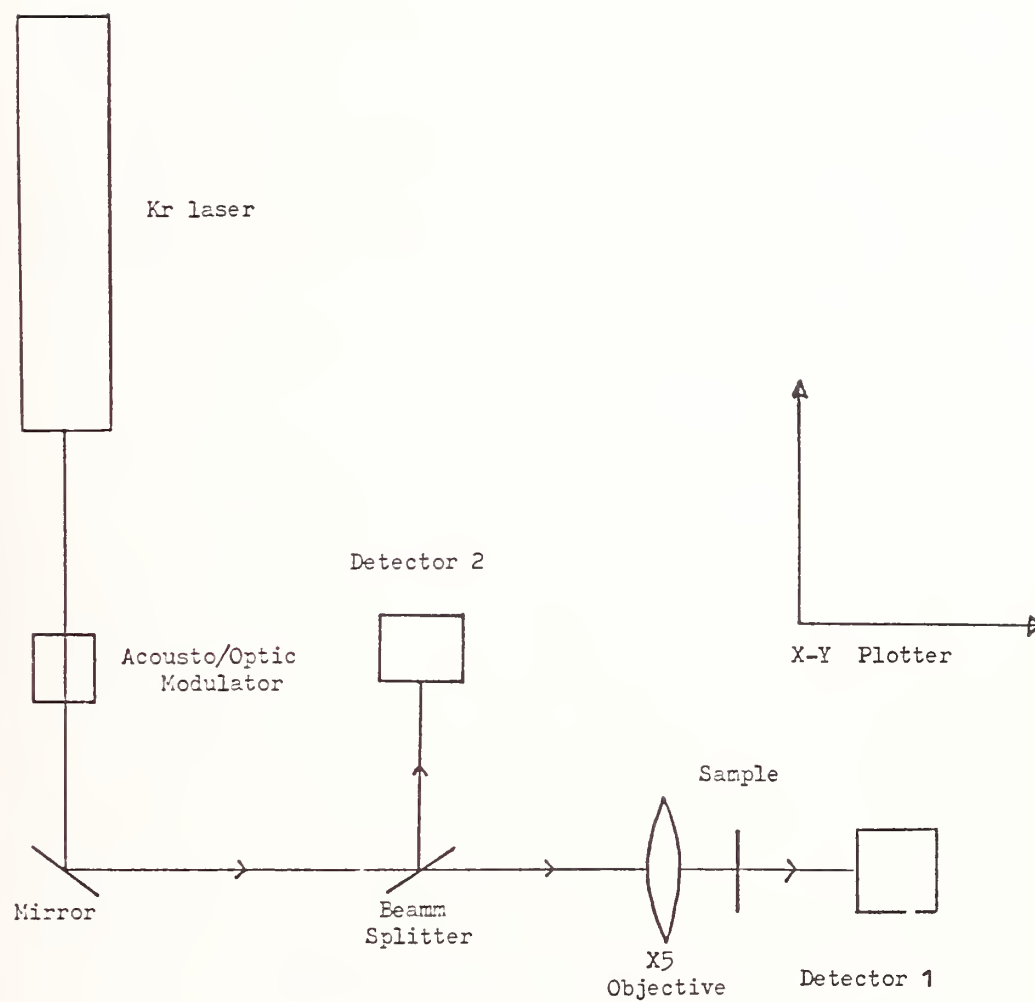 Kr laser
Detector 2
Acousto/Optic
Modulator
X-Y Plotter
Sample
Mirror
Beamm
Splitter
X5
Objective
Detector 1